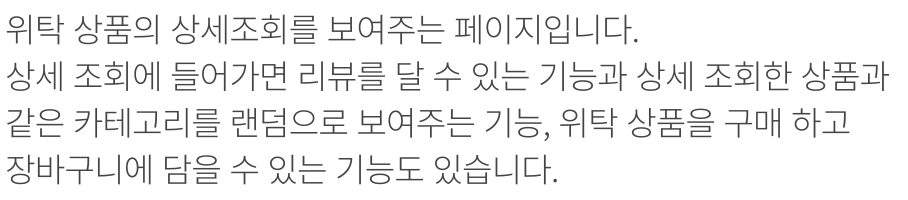 위탁 상품의 상세조회를 보여주는 페이지입니다.
상세 조회에 들어가면 리뷰를 달 수 있는 기능과 상세 조회한 상품과
같은 카테고리를 랜덤으로 보여주는 기능, 위탁 상품을 구매 하고
장바구니에 담을 수 있는 기능도 있습니다.